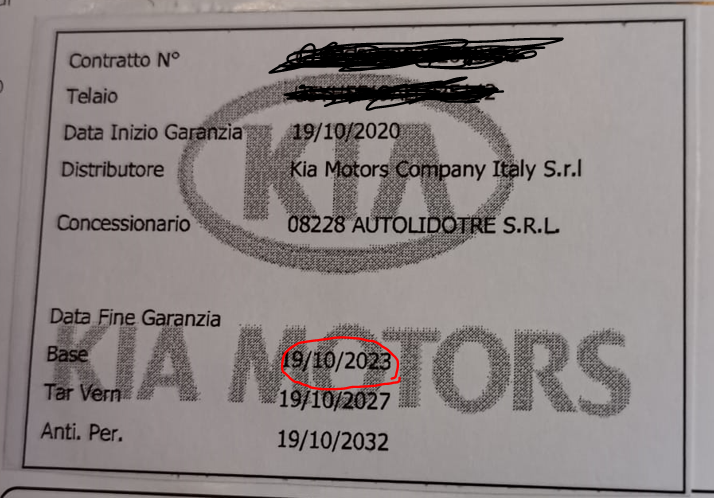 Contratto N°
Telaio
Data Inizio Garanzia 19/10/2020
Distributore Kia Motors Company Italy S.r.l
Concessionario 08228 AUTOLIDOTRE S.R.L.
KIA
Data Fine Garanzia
KIA MOTORS
Base 19/10/2023
Tar Vern 19/10/2027
Anti. Per. 19/10/2032